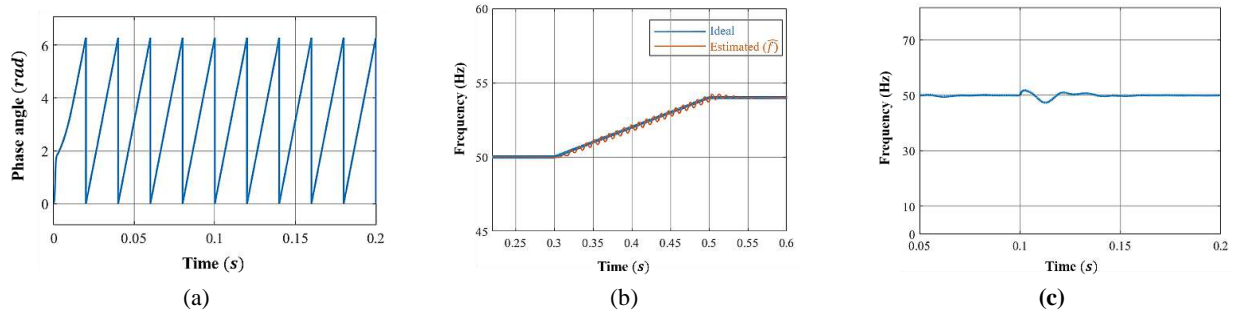 6
4
2
0
Phase angle (rad)
0
0.05
0.1
0.15
0.2
Time (s)
(a)
60
55
50
45
Frequency (Hz)
Ideal
Estimated (f̂)
0.25
0.3
0.35
0.4
0.45
0.5
0.55
0.6
Time (s)
(b)
70
50
30
10
0
Frequency (Hz)
0.05
0.1
0.15
0.2
Time (s)
(c)